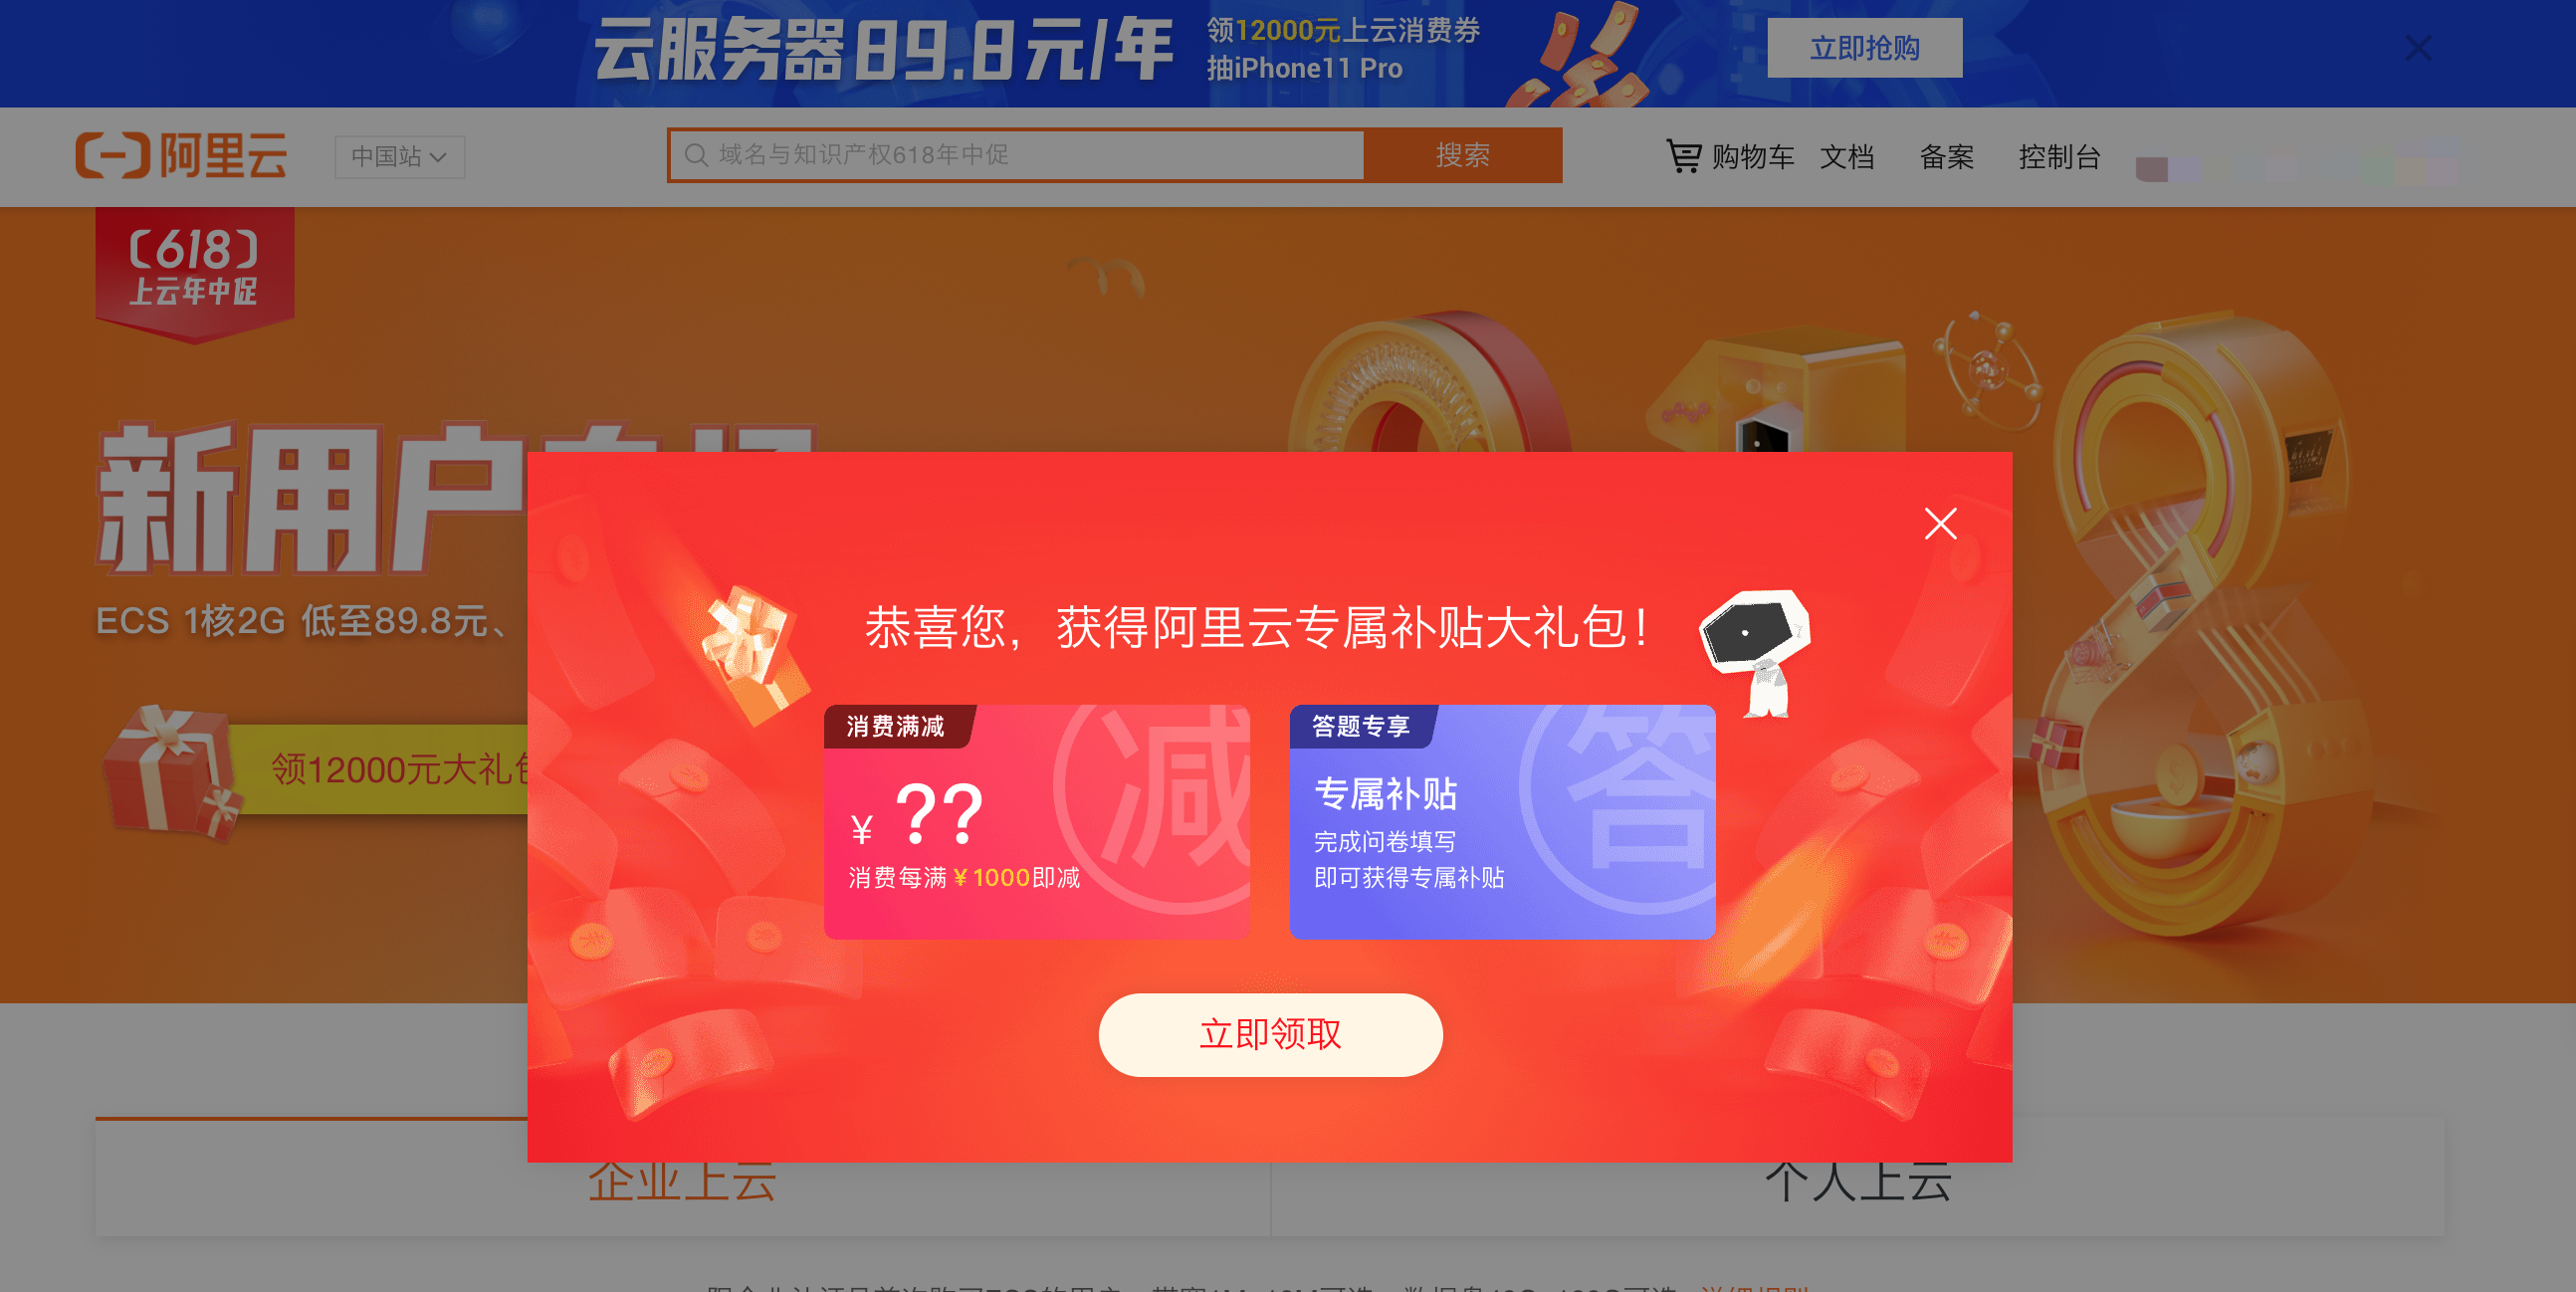 云服务器89.8元/年
领12000元上云消费券
抽iPhone11 Pro
立即抢购
阿里云
中国站
域名与知识产权618年中促
搜索
购物车
文档
备案
控制台
618
上云年中促
新用户
ECS 1核2G 低至89.8元、
领12000元大礼包
恭喜您，获得阿里云专属补贴大礼包！
消费满减
减
¥ ??
消费每满 ¥1000即减
答题专享
答
专属补贴
完成问卷填写
即可获得专属补贴
立即领取
企业上云
个人上云